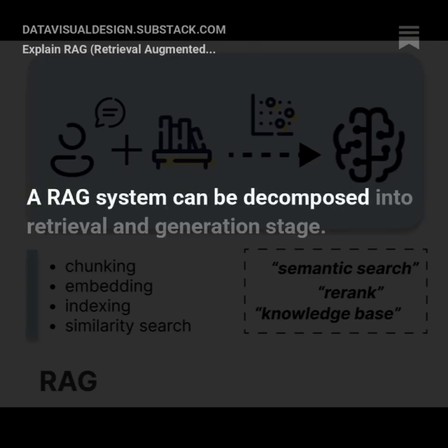 DATAVISUALDESIGN.SUBSTACK.COM
Explain RAG (Retrieval Augmented...
A RAG system can be decomposed into
retrieval and generation stage.
• chunking
• embedding
• indexing
• similarity search
“semantic search”
“rerank”
“knowledge base”
RAG